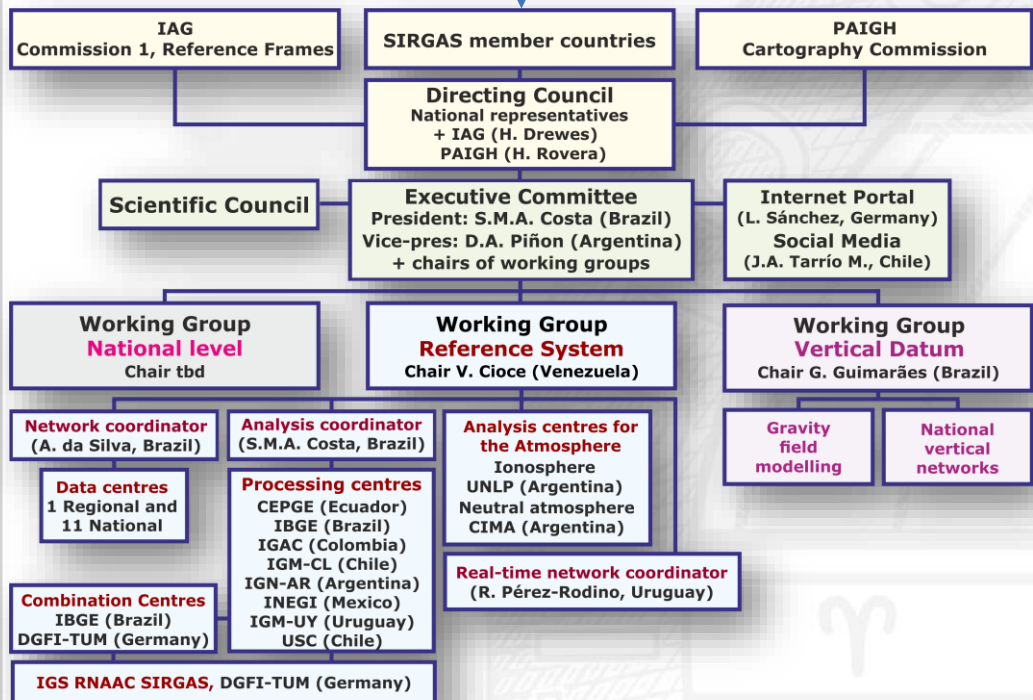 IAG
Commission 1, Reference Frames
SIRGAS member countries
PAIGH
Cartography Commission
Directing Council
National representatives
+ IAG (H. Drewes)
PAIGH (H. Rovera)
Scientific Council
Executive Committee
President: S.M.A. Costa (Brazil)
Vice-pres: D.A. Piñon (Argentina)
+ chairs of working groups
Internet Portal
(L. Sánchez, Germany)
Social Media
(J.A. Tarrío M., Chile)
Working Group
National level
Chair tbd
Working Group
Reference System
Chair V. Cioce (Venezuela)
Working Group
Vertical Datum
Chair G. Guimarães (Brazil)
Network coordinator
(A. da Silva, Brazil)
Analysis coordinator
(S.M.A. Costa, Brazil)
Analysis centres for
the Atmosphere
Ionosphere
UNLP (Argentina)
Neutral atmosphere
CIMA (Argentina)
Gravity
field
modelling
National
vertical
networks
Data centres
1 Regional and
11 National
Processing centres
CEPGE (Ecuador)
IBGE (Brazil)
IGAC (Colombia)
IGM-CL (Chile)
IGN-AR (Argentina)
INEGI (Mexico)
IGM-UY (Uruguay)
USC (Chile)
Real-time network coordinator
(R. Pérez-Rodino, Uruguay)
Combination Centres
IBGE (Brazil)
DGFI-TUM (Germany)
IGS RNAAC SIRGAS, DGFI-TUM (Germany)